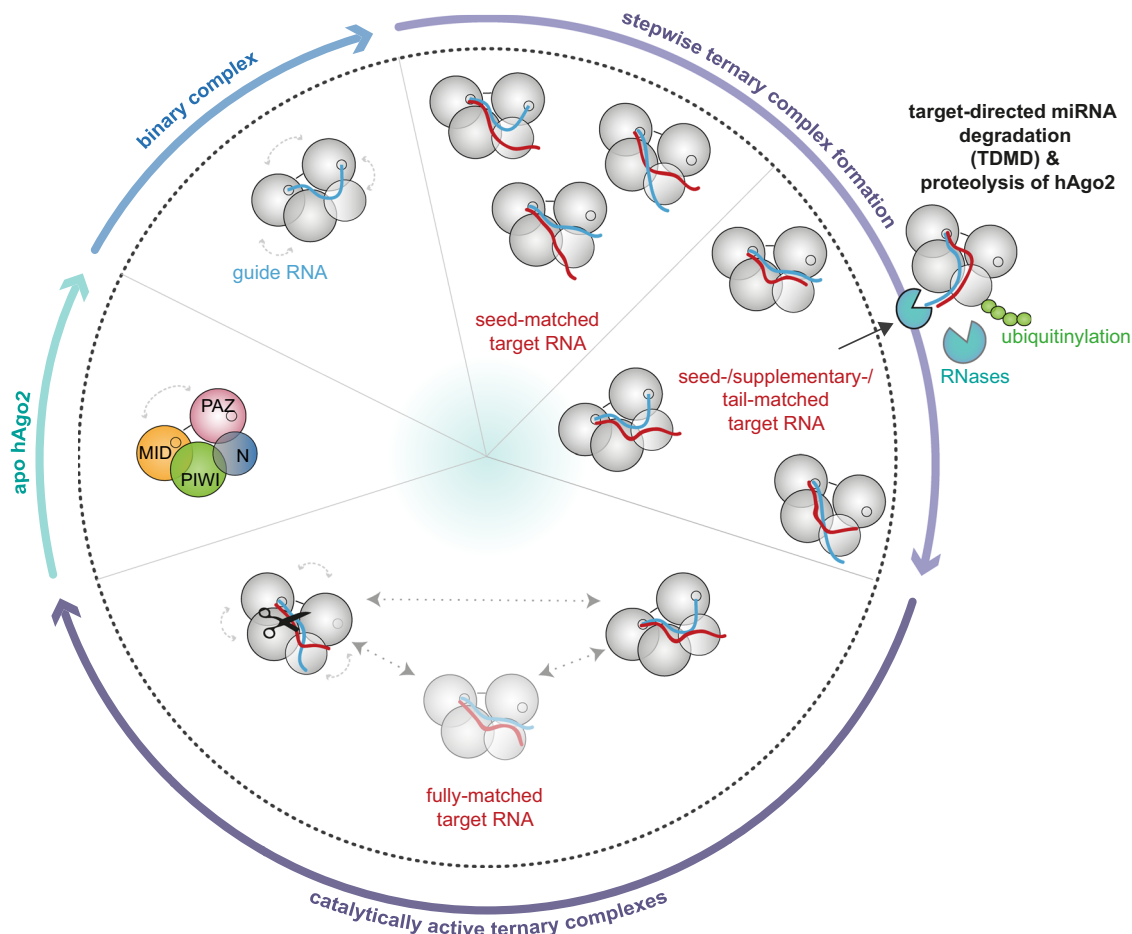 stepwise ternary complex formation
binary complex
target-directed miRNA
degradation
(TDMD) &
proteolysis of hAgo2
guide RNA
seed-matched
target RNA
ubiquitinylation
RNases
seed-/supplementary-/
tail-matched
target RNA
apo hAgo2
PAZ
MID
N
PIWI
fully-matched
target RNA
catalytically active ternary complexes